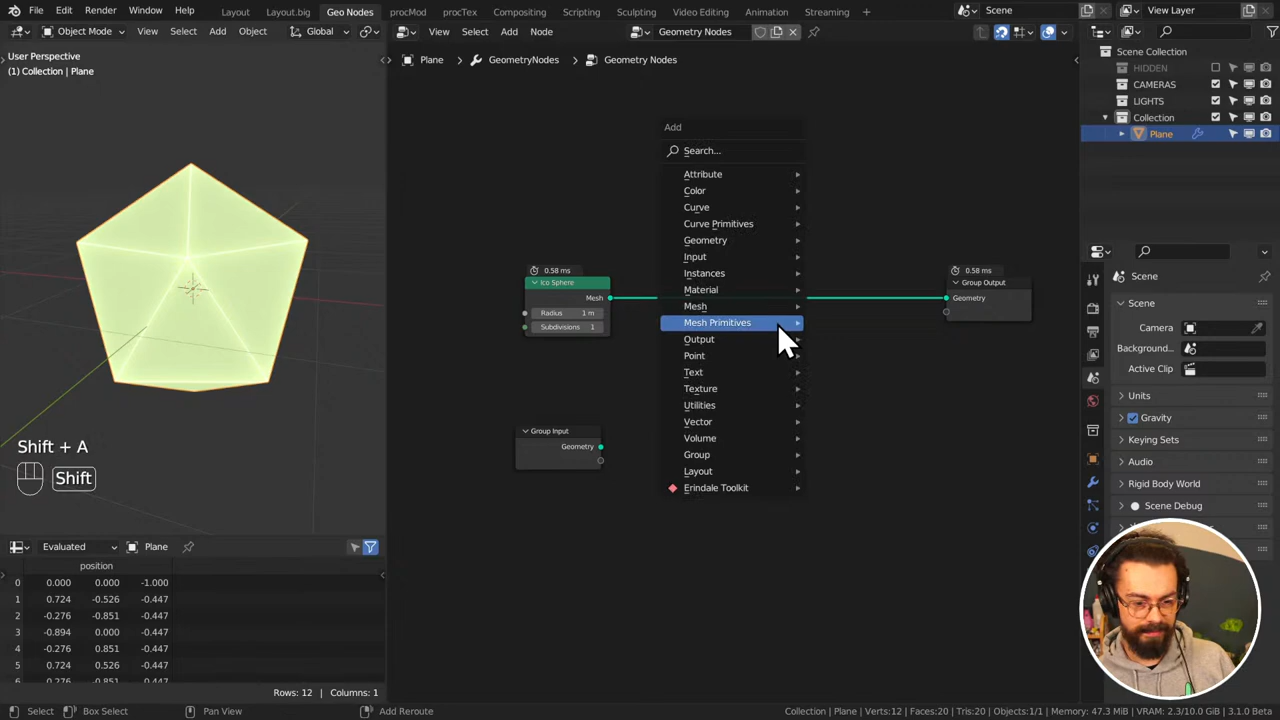 File Edit Render Window Help Layout Layout.big Geo Nodes procMod procTex Compositing Scripting Sculpting Video Editing Animation Streaming + Scene View Layer
Object Mode View Select Add Object Global
View Select Add Node Geometry Nodes
User Perspective
(1) Collection | Plane
Plane > GeometryNodes > Geometry Nodes
Scene Collection
HIDDEN
CAMERAS
LIGHTS
Collection
Plane
Add
Search...
Attribute
Color
Curve
Curve Primitives
Geometry
Input
Instances
Material
Mesh
Mesh Primitives
Output
Point
Text
Texture
Utilities
Vector
Volume
Group
Layout
Erindale Toolkit
0.58 ms
Ico Sphere
Mesh
Radius 1 m
Subdivisions 1
Group Input
Geometry
0.58 ms
Group Output
Geometry
Scene
Scene
Camera
Background...
Active Clip
Units
Gravity
Keying Sets
Audio
Rigid Body World
Scene Debug
Shift + A
Shift
Evaluated Plane
position
0 0.000 0.000 -1.000
1 0.724 -0.526 -0.447
2 -0.276 -0.851 -0.447
3 -0.894 0.000 -0.447
4 -0.276 0.851 -0.447
5 0.724 0.526 -0.447
6 0.276 -0.851 0.447
Rows: 12 | Columns: 1
Select Box Select Pan View Add Reroute Collection | Plane | Verts:12 | Faces:20 | Tris:20 | Objects:1/1 | Memory: 47.3 MiB | VRAM: 2.3/10.0 GiB | 3.1.0 Beta